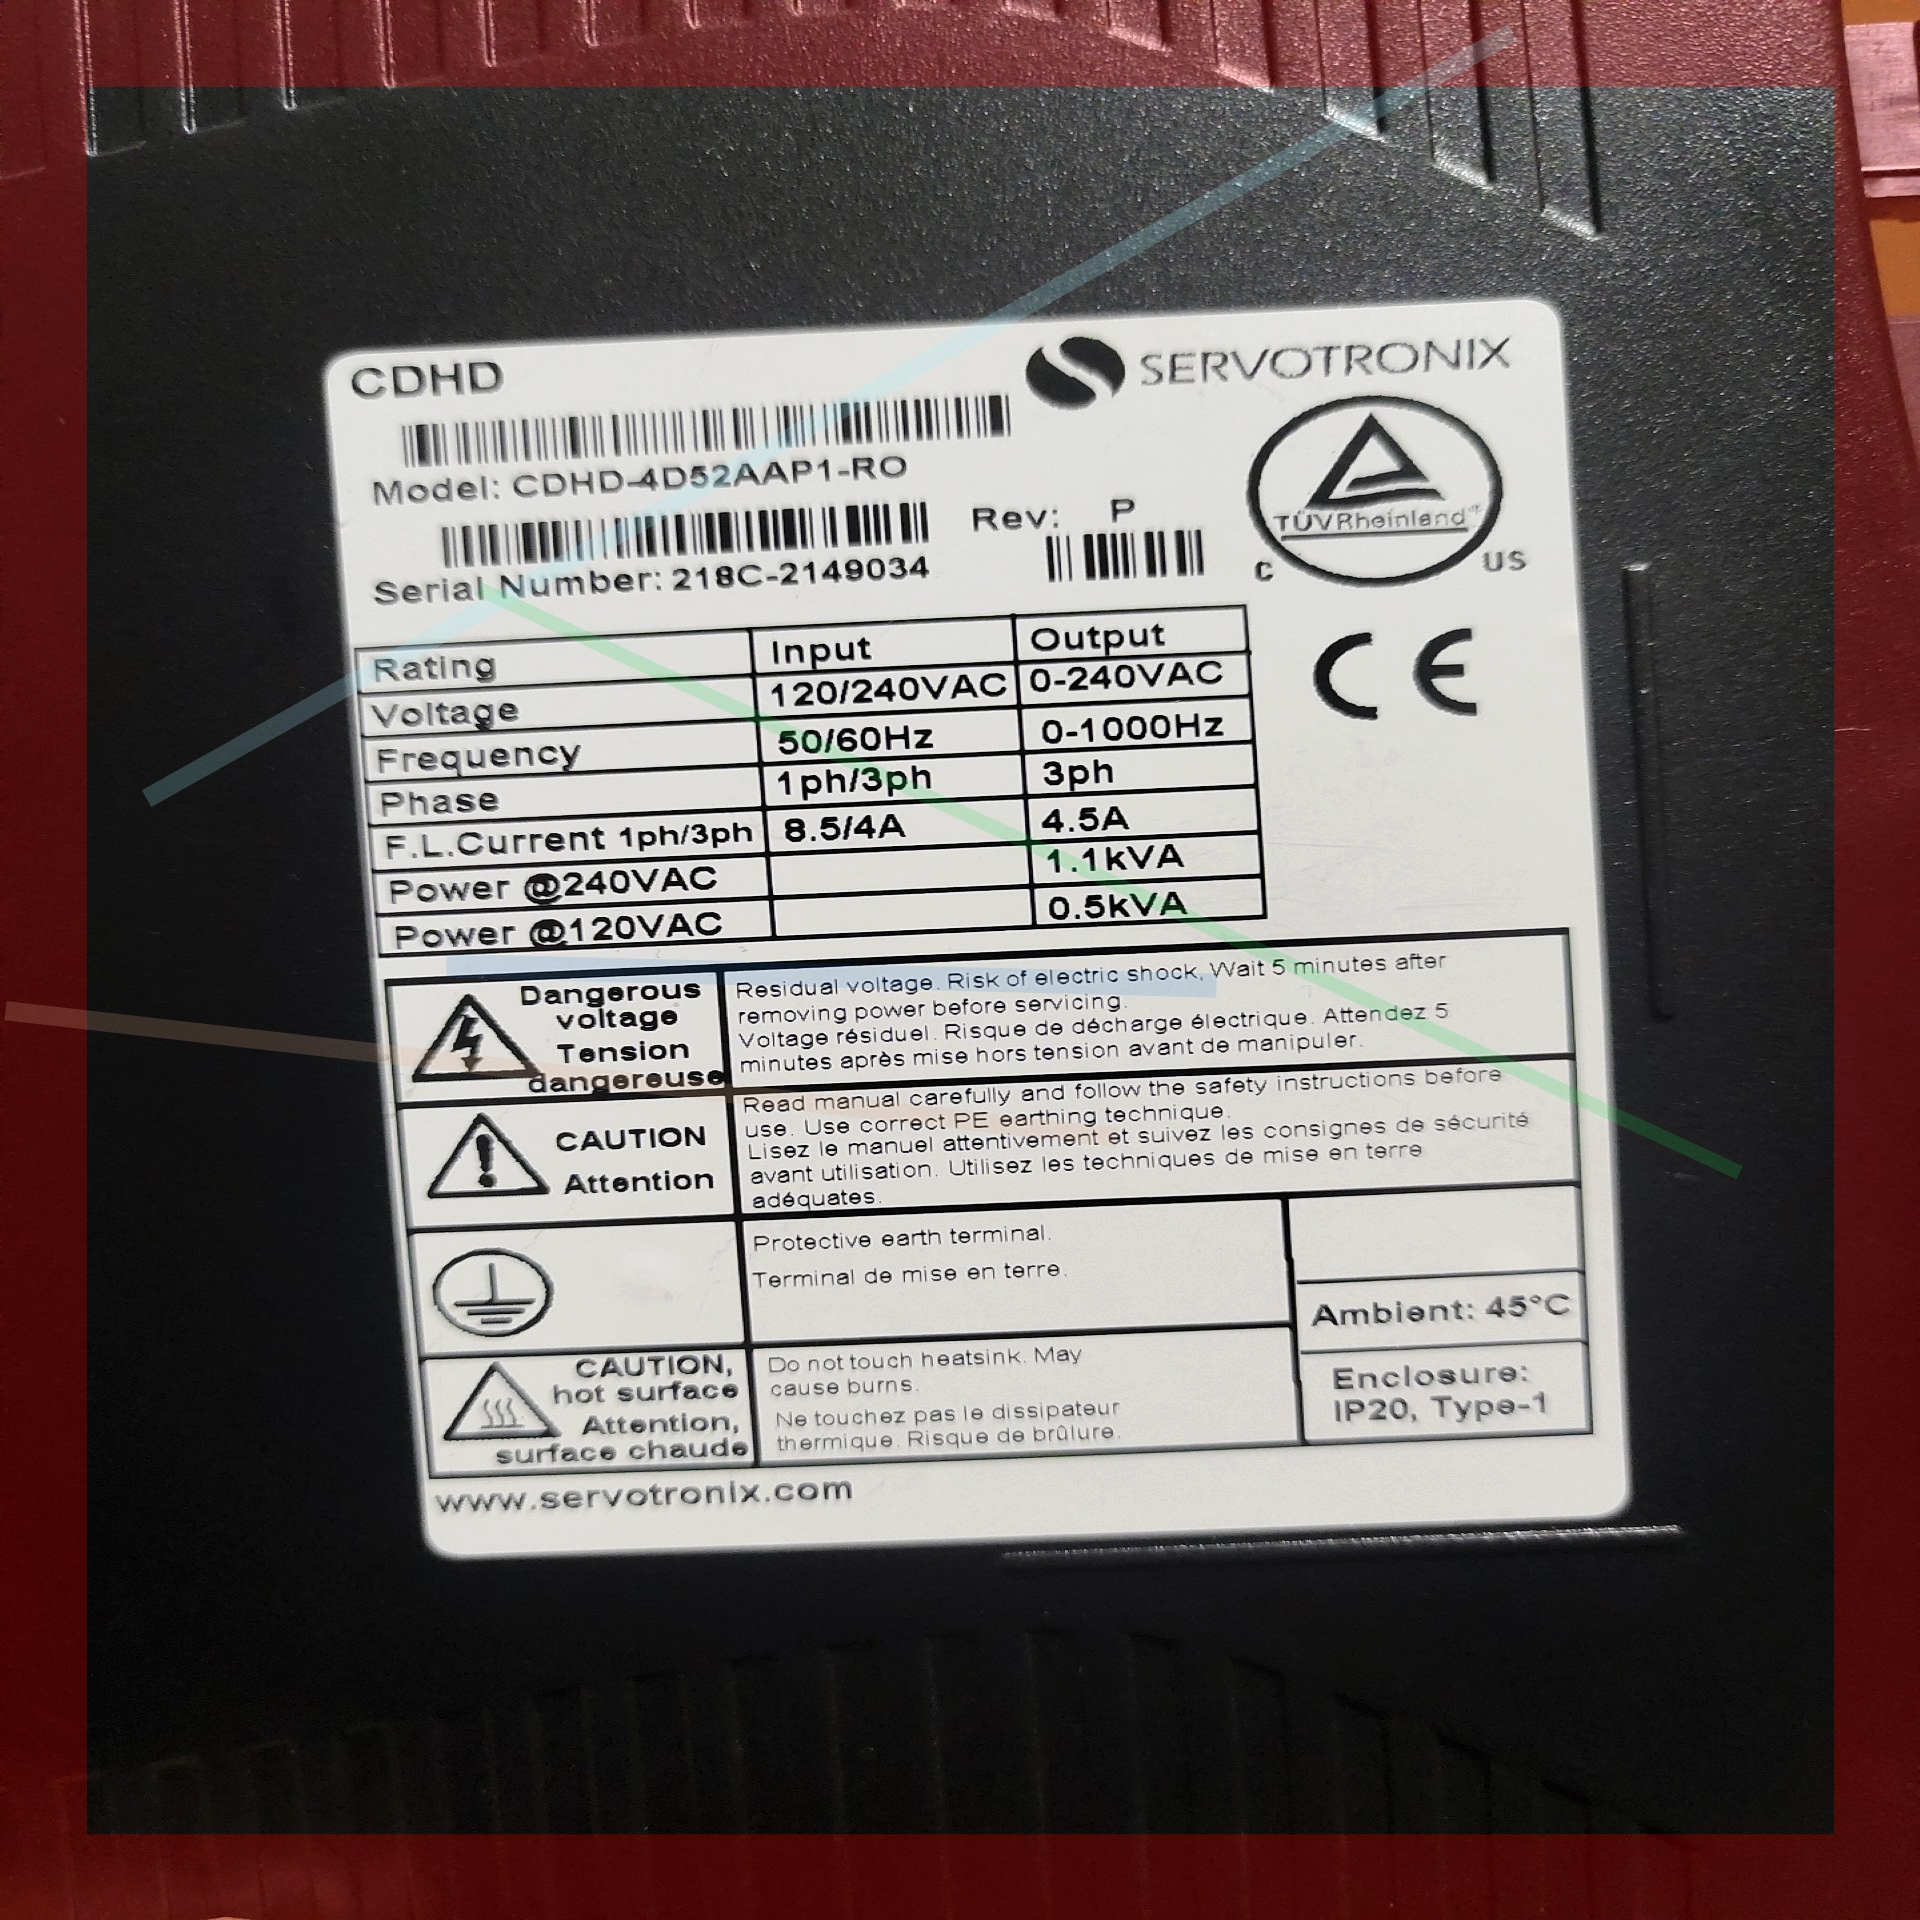 CDHD
SERVOTRONIX
Model: CDHD-4D52AAP1-RO
Rev: P
Serial Number: 218C-2149034
TÜVRheinland
C US
CE
Rating Input Output
Voltage 120/240VAC 0-240VAC
Frequency 50/60Hz 0-1000Hz
Phase 1ph/3ph 3ph
F.L.Current 1ph/3ph 8.5/4A 4.5A
Power @240VAC 1.1kVA
Power @120VAC 0.5kVA
Dangerous
voltage
Tension
dangereuse
Residual voltage. Risk of electric shock. Wait 5 minutes after
removing power before servicing.
Voltage résiduel. Risque de décharge électrique. Attendez 5
minutes après mise hors tension avant de manipuler.
CAUTION
Attention
Read manual carefully and follow the safety instructions before
use. Use correct PE earthing technique.
Lisez le manuel attentivement et suivez les consignes de sécurité
avant utilisation. Utilisez les techniques de mise en terre
adéquates.
Protective earth terminal.
Terminal de mise en terre.
Ambient: 45°C
CAUTION,
hot surface
Attention,
surface chaude
Do not touch heatsink. May
cause burns.
Ne touchez pas le dissipateur
thermique. Risque de brûlure.
Enclosure:
IP20, Type-1
www.servotronix.com